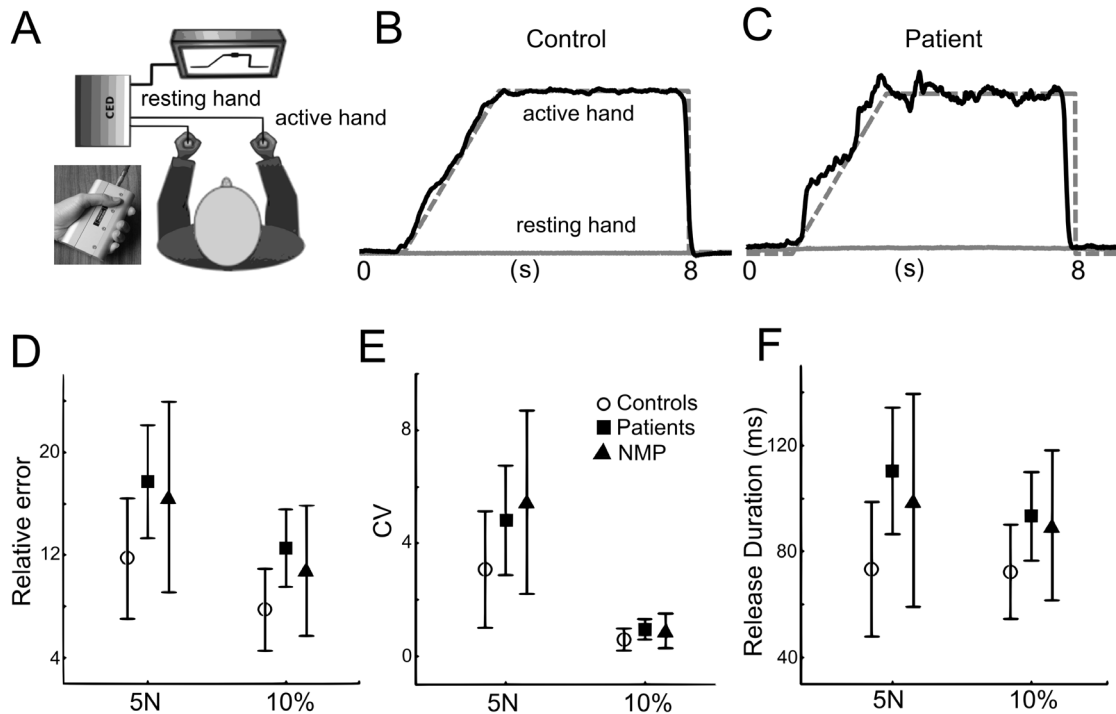 A
CED
resting hand
active hand
B
Control
active hand
resting hand
0
(s)
8
C
Patient
0
(s)
8
D
Relative error
20
12
4
5N
10%
E
CV
8
4
0
Controls
Patients
NMP
5N
10%
F
Release Duration (ms)
120
80
40
5N
10%